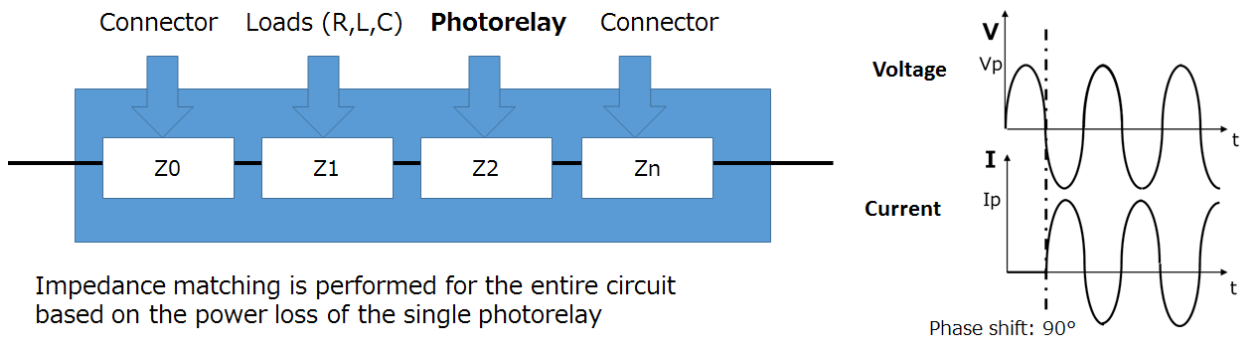 Connector Loads (R,L,C) Photorelay Connector
Z0 Z1 Z2 Zn
Impedance matching is performed for the entire circuit
based on the power loss of the single photorelay
V
Voltage
Vp
t
I
Ip
Current
t
Phase shift: 90°